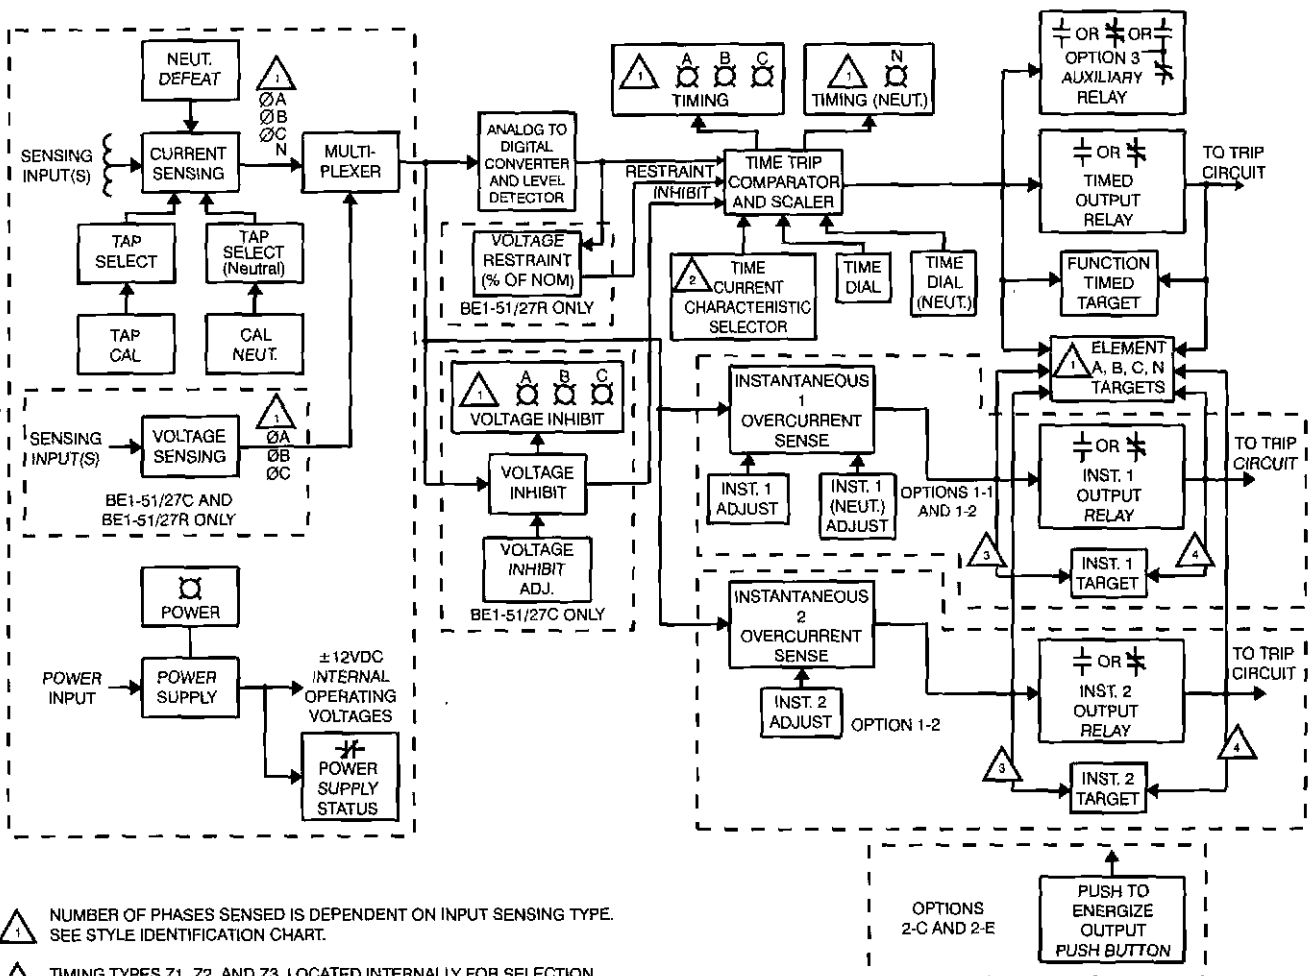 NEUT.
DEFEAT
1
ØA
ØB
ØC
N
SENSING
INPUT(S)
CURRENT
SENSING
MULTI-
PLEXER
TAP
SELECT
TAP
SELECT
(Neutral)
TAP
CAL
CAL
NEUT.
SENSING
INPUT(S)
VOLTAGE
SENSING
1
ØA
ØB
ØC
BE1-51/27C AND
BE1-51/27R ONLY
POWER
POWER
INPUT
POWER
SUPPLY
±12VDC
INTERNAL
OPERATING
VOLTAGES
POWER
SUPPLY
STATUS
ANALOG TO
DIGITAL
CONVERTER
AND LEVEL
DETECTOR
VOLTAGE
RESTRAINT
(% OF NOM)
BE1-51/27R ONLY
1
A B C
VOLTAGE INHIBIT
VOLTAGE
INHIBIT
VOLTAGE
INHIBIT
ADJ.
BE1-51/27C ONLY
1
A B C
TIMING
1
N
TIMING (NEUT.)
RESTRAINT
INHIBIT
TIME TRIP
COMPARATOR
AND SCALER
2
TIME
CURRENT
CHARACTERISTIC
SELECTOR
TIME
DIAL
TIME
DIAL
(NEUT.)
INSTANTANEOUS
1
OVERCURRENT
SENSE
INST. 1
ADJUST
INST. 1
(NEUT.)
ADJUST
OPTIONS 1-1
AND 1-2
INSTANTANEOUS
2
OVERCURRENT
SENSE
INST. 2
ADJUST
OPTION 1-2
OR OR
OPTION 3
AUXILIARY
RELAY
OR
TIMED
OUTPUT
RELAY
TO TRIP
CIRCUIT
FUNCTION
TIMED
TARGET
1
ELEMENT
A, B, C, N
TARGETS
OR
INST. 1
OUTPUT
RELAY
TO TRIP
CIRCUIT
3
INST. 1
TARGET
4
OR
INST. 2
OUTPUT
RELAY
TO TRIP
CIRCUIT
3
INST. 2
TARGET
4
OPTIONS
2-C AND 2-E
PUSH TO
ENERGIZE
OUTPUT
PUSH BUTTON
1 NUMBER OF PHASES SENSED IS DEPENDENT ON INPUT SENSING TYPE.
SEE STYLE IDENTIFICATION CHART.
TIMING TYPES Z1, Z2, AND Z3, LOCATED INTERNALLY FOR SELECTION